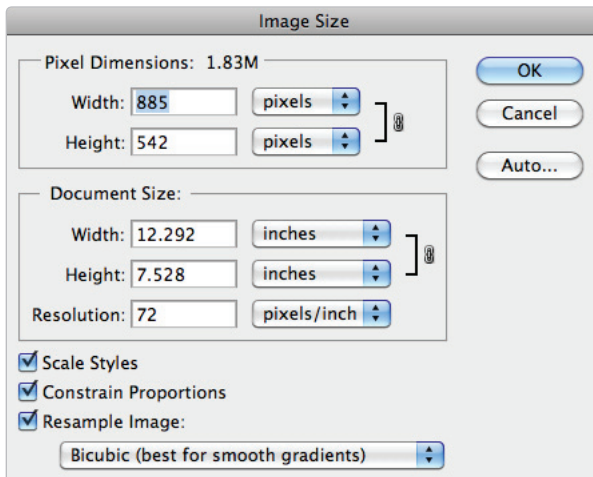 Image Size
Pixel Dimensions: 1.83M
Width: 885 pixels
Height: 542 pixels
OK
Cancel
Auto...
Document Size:
Width: 12.292 inches
Height: 7.528 inches
Resolution: 72 pixels/inch
Scale Styles
Constrain Proportions
Resample Image:
Bicubic (best for smooth gradients)